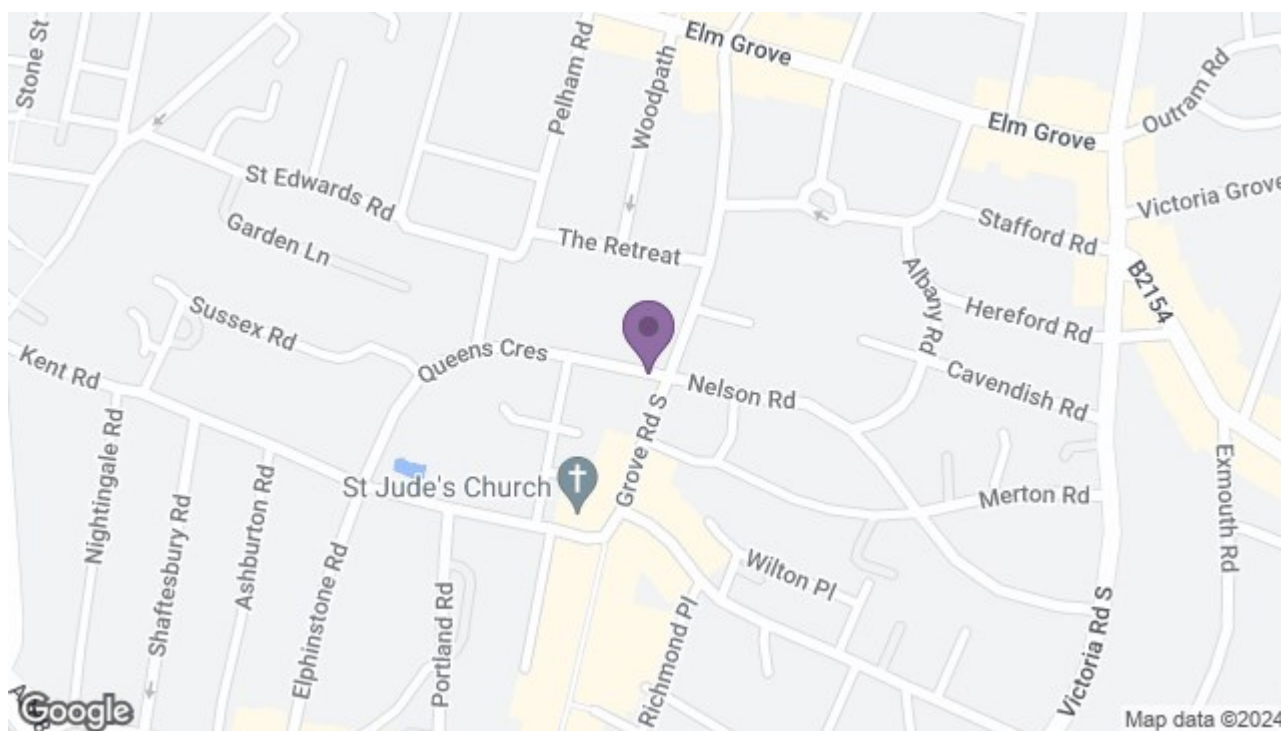 Stone St
Pelham Rd
Woodpath
Elm Grove
Elm Grove
Outram Rd
Victoria Grove
St Edwards Rd
Garden Ln
The Retreat
Stafford Rd
B2154
Albany Rd
Hereford Rd
Sussex Rd
Queens Cres
Nelson Rd
Cavendish Rd
Kent Rd
Grove Rd S
St Jude's Church
Merton Rd
Exmouth Rd
Nightingale Rd
Shaftesbury Rd
Ashburton Rd
Elphinstone Rd
Portland Rd
Wilton Pl
Richmond Pl
Victoria Rd S
Google
Map data ©2024